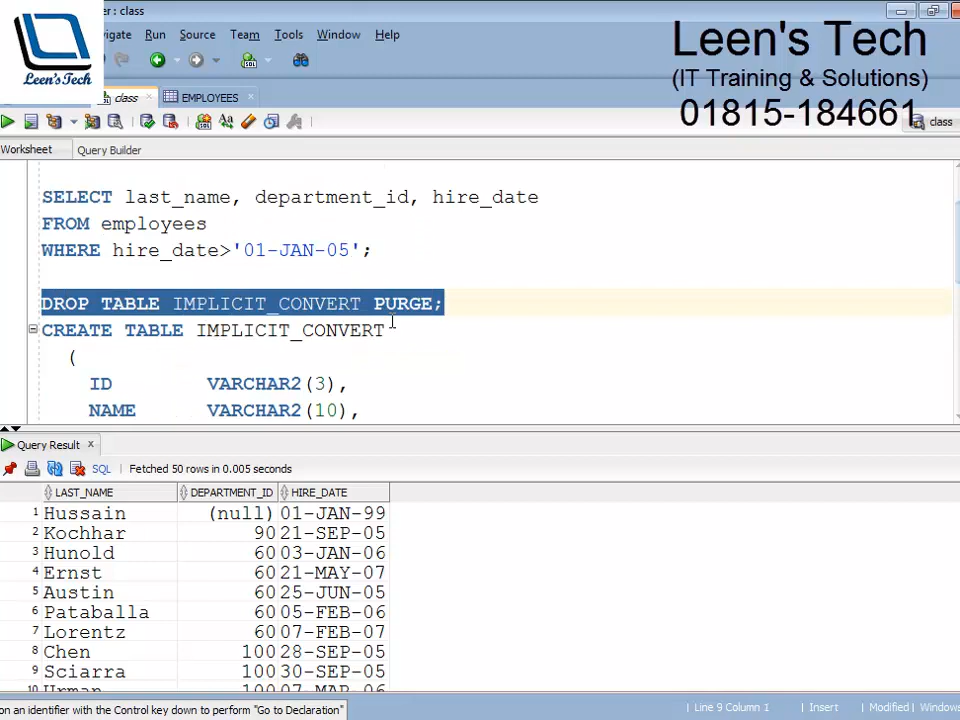 : class
Leen's Tech
Leen's Tech
(IT Training & Solutions)
01815-184661
igate Run Source Team Tools Window Help
class EMPLOYEES
class
Worksheet Query Builder
SELECT last_name, department_id, hire_date
FROM employees
WHERE hire_date>'01-JAN-05';
DROP TABLE IMPLICIT_CONVERT PURGE;
CREATE TABLE IMPLICIT_CONVERT
(
ID VARCHAR2(3),
NAME VARCHAR2(10),
Query Result
SQL Fetched 50 rows in 0.005 seconds
LAST_NAME DEPARTMENT_ID HIRE_DATE
1 Hussain (null) 01-JAN-99
2 Kochhar 90 21-SEP-05
3 Hunold 60 03-JAN-06
4 Ernst 60 21-MAY-07
5 Austin 60 25-JUN-05
6 Pataballa 60 05-FEB-06
7 Lorentz 60 07-FEB-07
8 Chen 100 28-SEP-05
9 Sciarra 100 30-SEP-05
10 Urman 100 07-MAR-06
on an identifier with the Control key down to perform "Go to Declaration" Line 9 Column 1 Insert Modified Windows